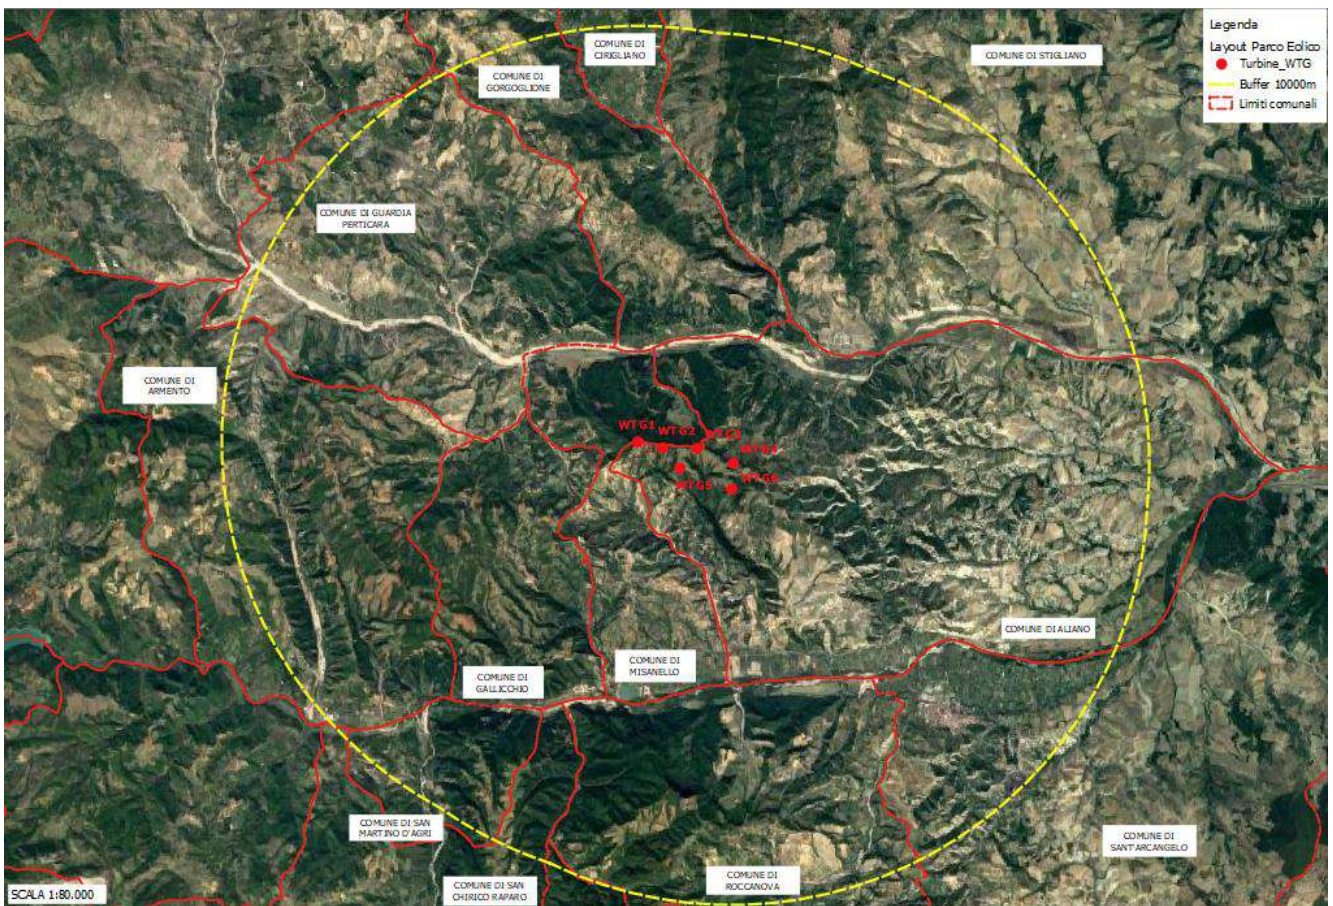 Legenda
Layout Parco Eolico
Turbine_WTG
Buffer 10000m
Limiti comunali
COMUNE DI
CIRIGLIANO
COMUNE DI STIGLIANO
COMUNE DI
GORGOGLIONE
COMUNE DI GUARDIA
PERTICARA
COMUNE DI
ARMENTO
WTG1
WTG2
WTG3
WTG4
WTG5
WTG6
COMUNE DI ALIANO
COMUNE DI
MISANELLO
COMUNE DI
GALLICCHIO
COMUNE DI SAN
MARTINO D'AGRI
COMUNE DI
SANT'ARCANGELO
COMUNE DI
ROCCANOVA
COMUNE DI SAN
CHIRICO RAPARO
SCALA 1:80.000